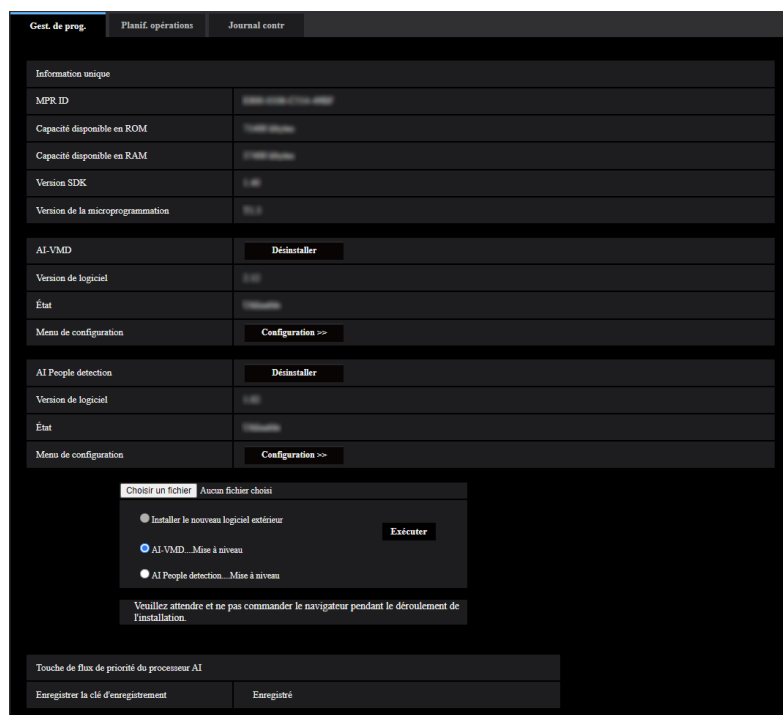 Gest. de prog. Planif. opérations Journal contr
Information unique
MPR ID
Capacité disponible en ROM
Capacité disponible en RAM
Version SDK
Version de la microprogrammation
AI-VMD Désinstaller
Version de logiciel
État
Menu de configuration Configuration >>
AI People detection Désinstaller
Version de logiciel
État
Menu de configuration Configuration >>
Choisir un fichier Aucun fichier choisi
Installer le nouveau logiciel extérieur
Exécuter
AI-VMD....Mise à niveau
AI People detection....Mise à niveau
Veuillez attendre et ne pas commander le navigateur pendant le déroulement de
l'installation.
Touche de flux de priorité du processeur AI
Enregistrer la clé d'enregistrement Enregistré